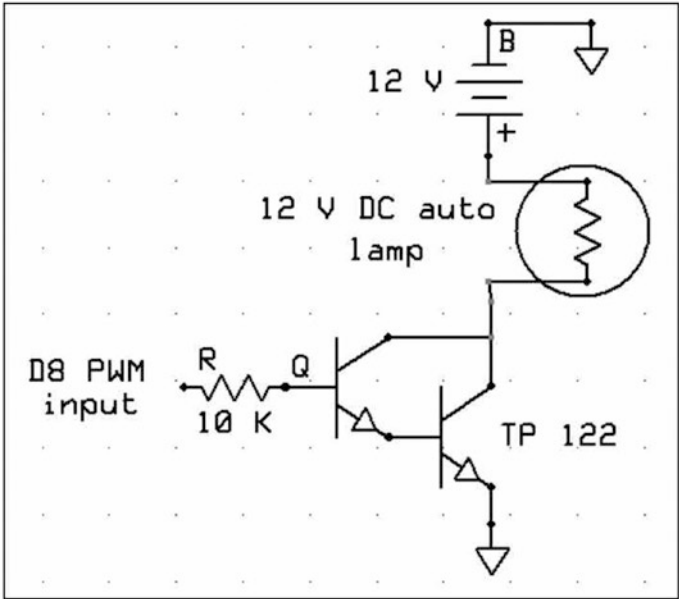 B
12 V
+
12 V DC auto
lamp
R
Q
D8 PWM
input
10 K
TP 122